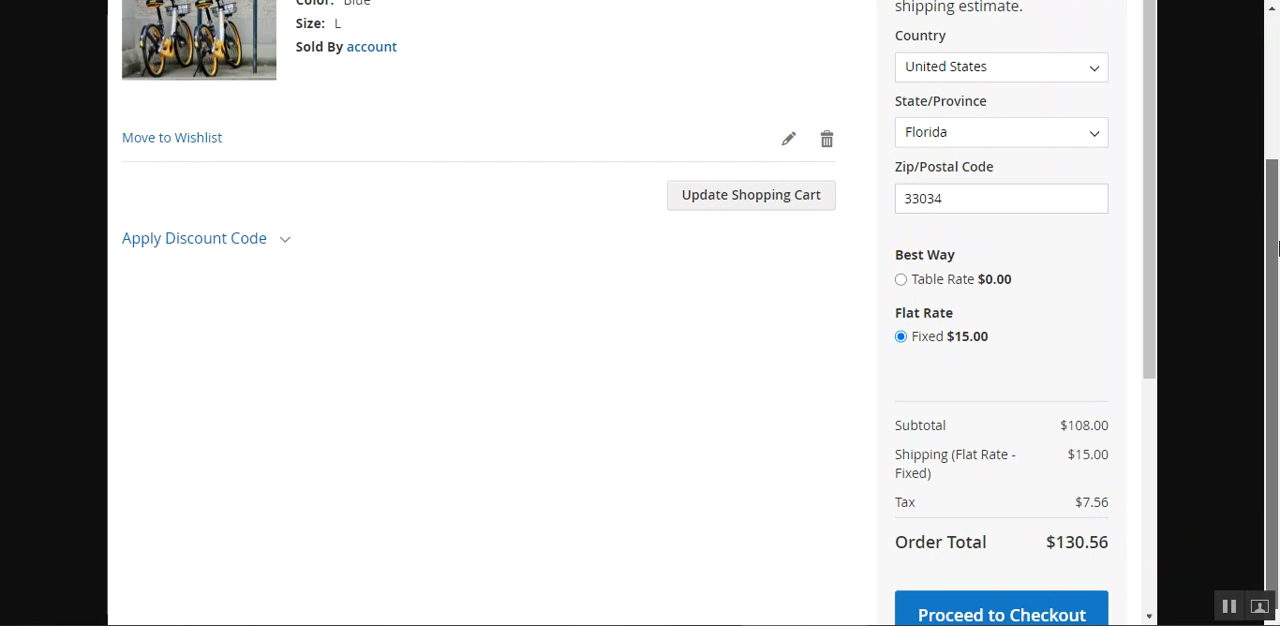 Color: Blue
Size: L
Sold By account
Move to Wishlist
Update Shopping Cart
Apply Discount Code
shipping estimate.
Country
United States
State/Province
Florida
Zip/Postal Code
33034
Best Way
Table Rate $0.00
Flat Rate
Fixed $15.00
Subtotal $108.00
Shipping (Flat Rate - $15.00
Fixed)
Tax $7.56
Order Total $130.56
Proceed to Checkout